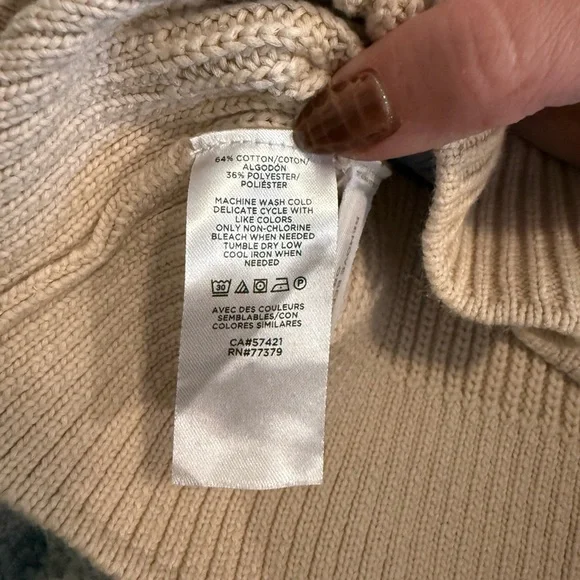 64% COTTON/COTON/
ALGODÓN
36% POLYESTER/
POLIÉSTER
MACHINE WASH COLD
DELICATE CYCLE WITH
LIKE COLORS
ONLY NON-CHLORINE
BLEACH WHEN NEEDED
TUMBLE DRY LOW
COOL IRON WHEN
NEEDED
30 P
AVEC DES COULEURS
SEMBLABLES/CON
COLORES SIMILARES
CA#57421
RN#77379